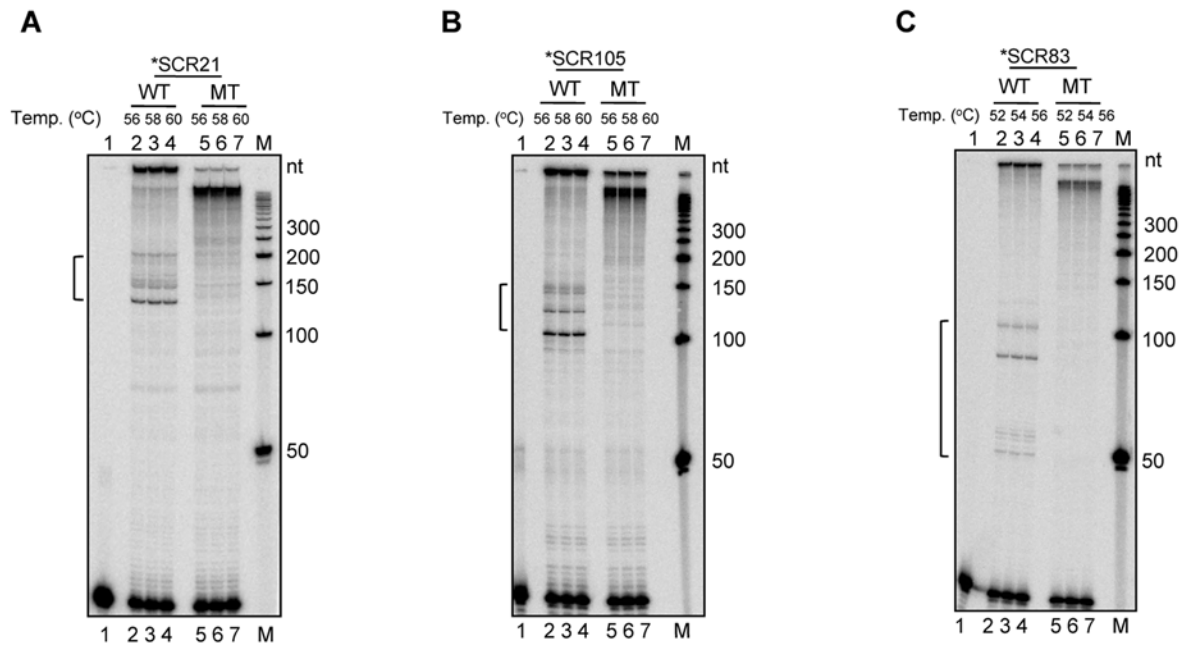 A
*SCR21
WT MT
Temp. (°C) 56 58 60 56 58 60
1 2 3 4 5 6 7 M
nt
300
200
150
100
50
1 2 3 4 5 6 7 M
B
*SCR105
WT MT
Temp. (°C) 56 58 60 56 58 60
1 2 3 4 5 6 7 M
nt
300
200
150
100
50
1 2 3 4 5 6 7 M
C
*SCR83
WT MT
Temp. (°C) 52 54 56 52 54 56
1 2 3 4 5 6 7 M
nt
300
200
150
100
50
1 2 3 4 5 6 7 M